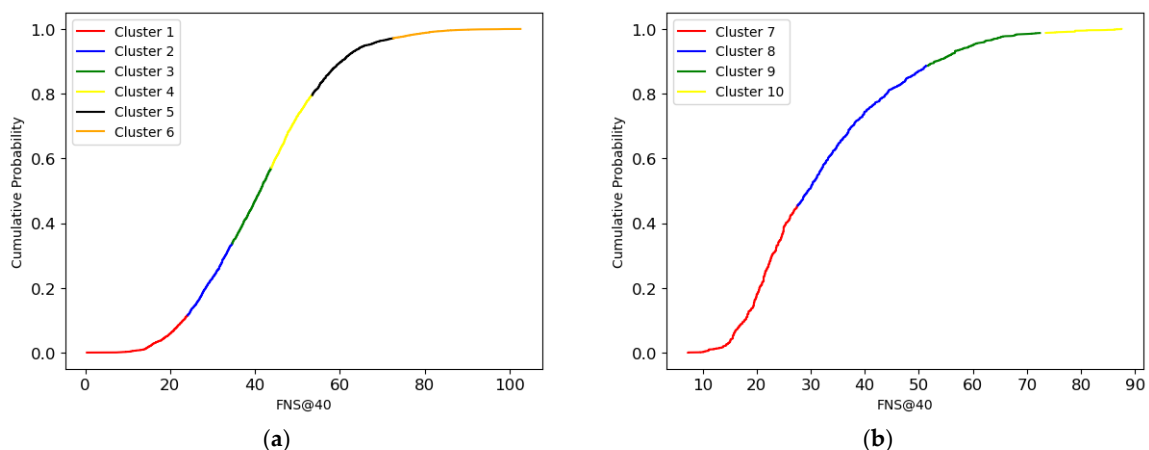 Cluster 1
Cluster 2
Cluster 3
Cluster 4
Cluster 5
Cluster 6
1.0
0.8
0.6
0.4
0.2
0.0
Cumulative Probability
0 20 40 60 80 100
FNS@40
(a)
Cluster 7
Cluster 8
Cluster 9
Cluster 10
1.0
0.8
0.6
0.4
0.2
0.0
Cumulative Probability
10 20 30 40 50 60 70 80 90
FNS@40
(b)